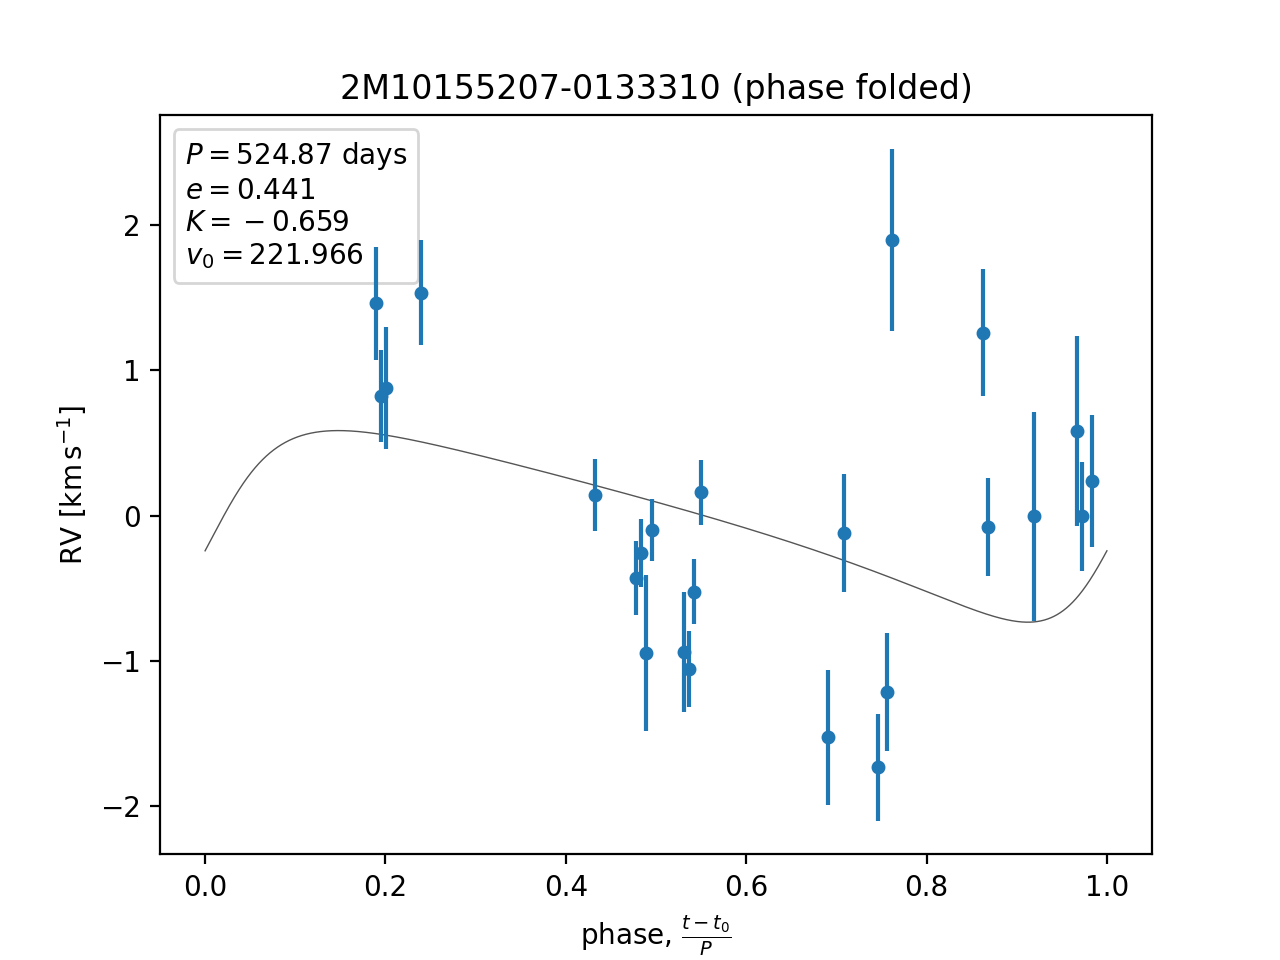 2M10155207-0133310 (phase folded)
P = 524.87 days
e = 0.441
K = −0.659
v₀ = 221.966
2
1
0
−1
−2
RV [km s⁻¹]
0.0 0.2 0.4 0.6 0.8 1.0
phase, (t − t₀)/P